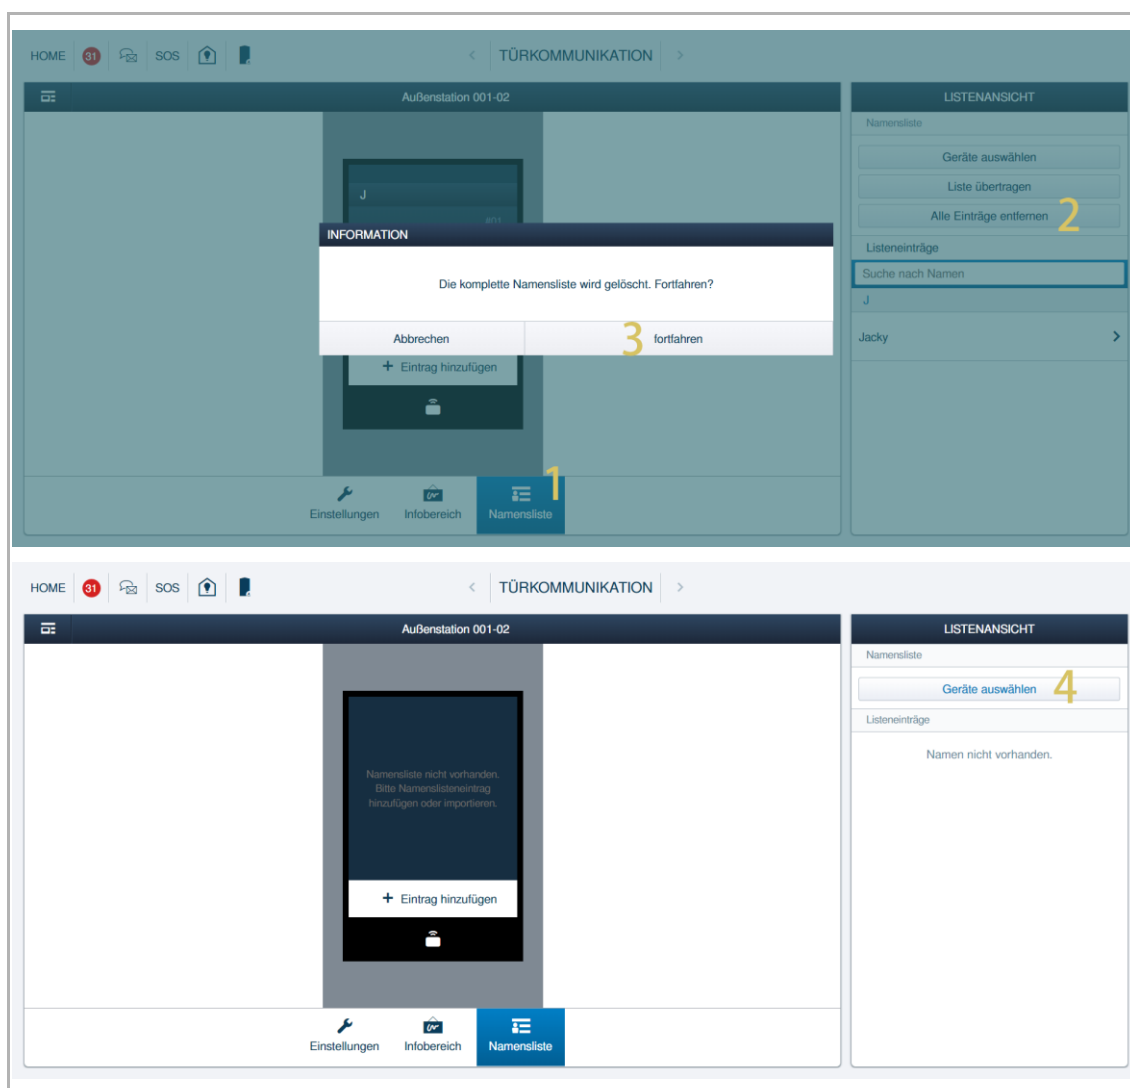 HOME 31 SOS < TÜRKOMMUNIKATION >
Außenstation 001-02
LISTENANSICHT
Namensliste
Geräte auswählen
Liste übertragen
Alle Einträge entfernen 2
Listeneinträge
Suche nach Namen
J
Jacky
J
#01
INFORMATION
Die komplette Namensliste wird gelöscht. Fortfahren?
Abbrechen
3 fortfahren
+ Eintrag hinzufügen
1
Einstellungen Infobereich Namensliste
HOME 31 SOS < TÜRKOMMUNIKATION >
Außenstation 001-02
LISTENANSICHT
Namensliste
Geräte auswählen 4
Listeneinträge
Namen nicht vorhanden.
Namensliste nicht vorhanden.
Bitte Namenslisteneintrag
hinzufügen oder importieren.
+ Eintrag hinzufügen
Einstellungen Infobereich Namensliste